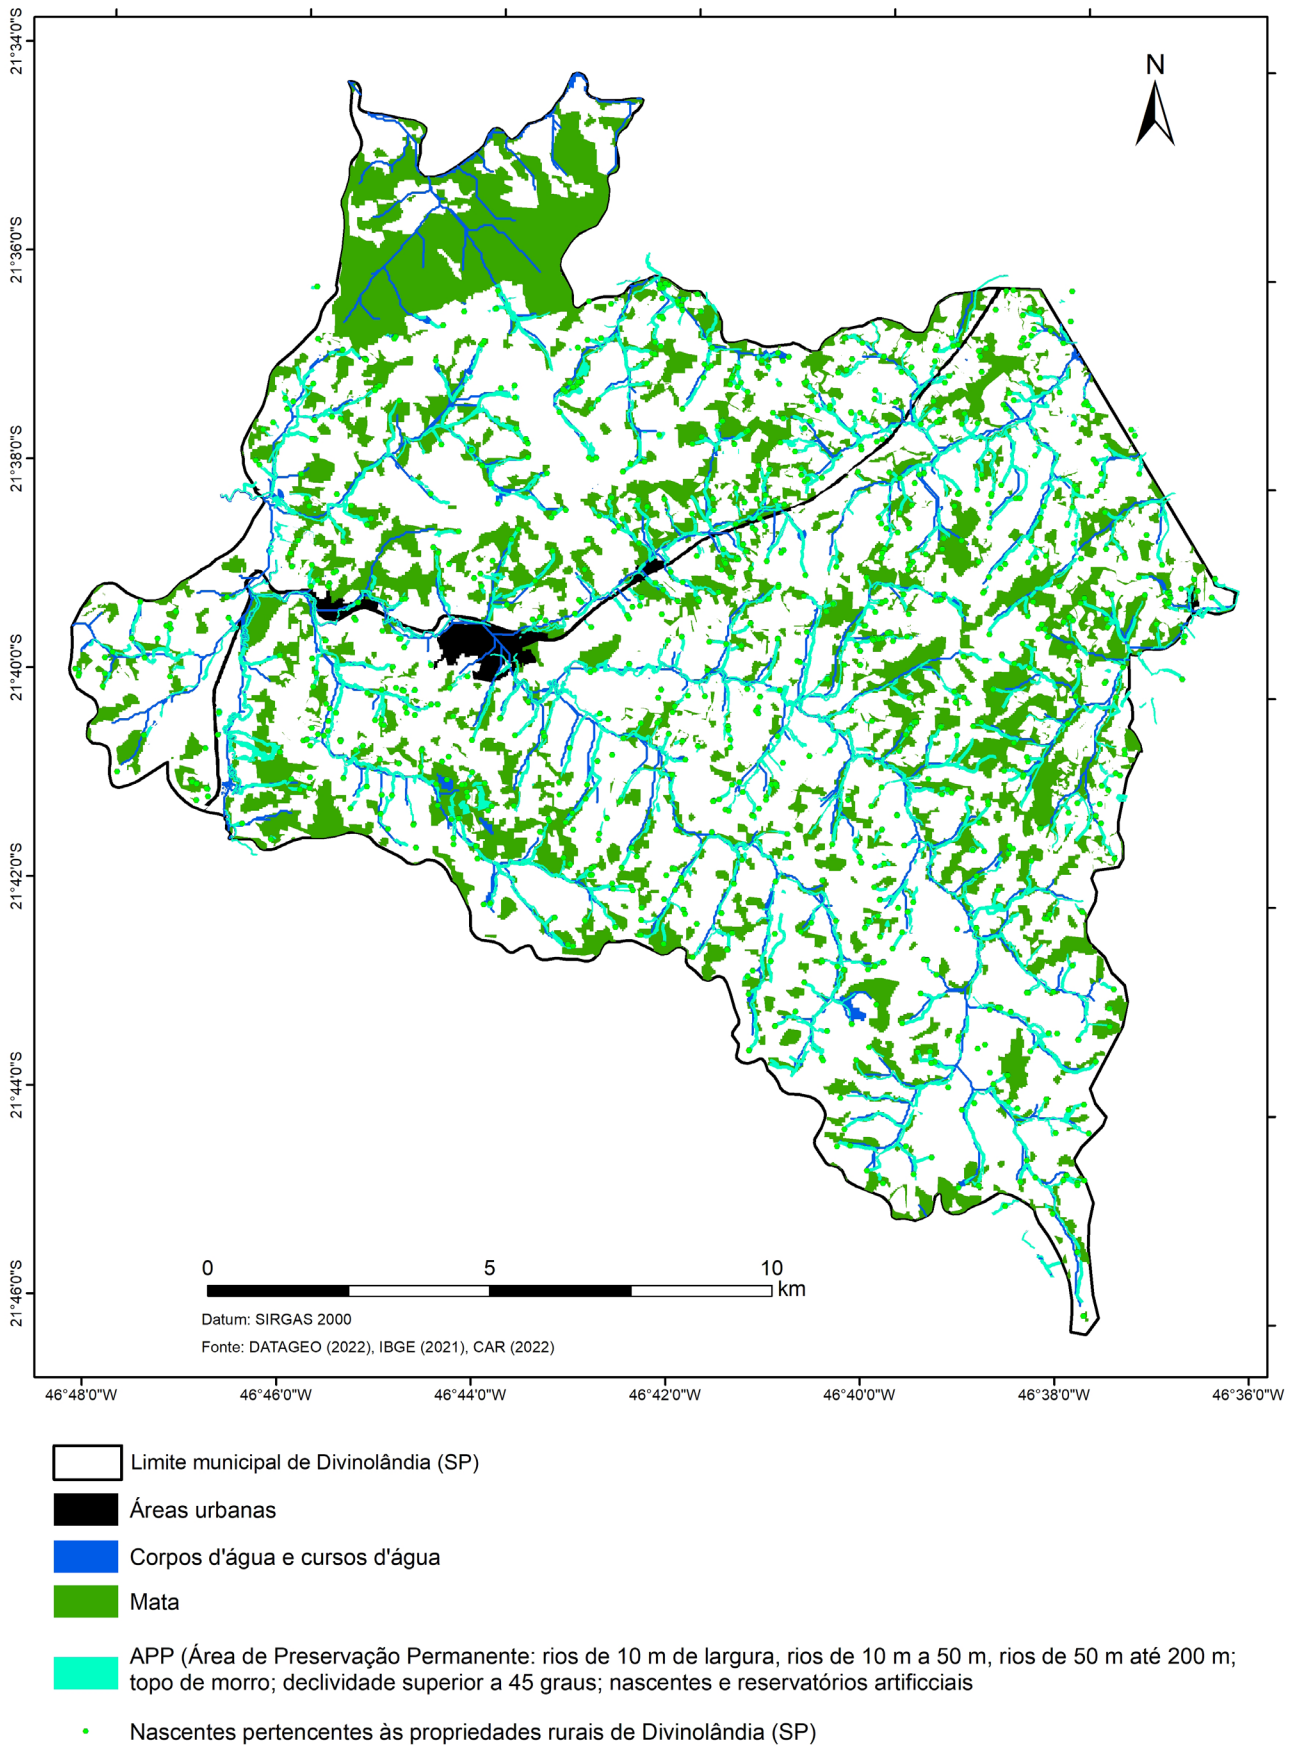 N
21°34'0"S
21°36'0"S
21°38'0"S
21°40'0"S
21°42'0"S
21°44'0"S
21°46'0"S
0 5 10
km
Datum: SIRGAS 2000
Fonte: DATAGEO (2022), IBGE (2021), CAR (2022)
46°48'0"W 46°46'0"W 46°44'0"W 46°42'0"W 46°40'0"W 46°38'0"W 46°36'0"W
Limite municipal de Divinolândia (SP)
Áreas urbanas
Corpos d'água e cursos d'água
Mata
APP (Área de Preservação Permanente: rios de 10 m de largura, rios de 10 m a 50 m, rios de 50 m até 200 m;
topo de morro; declividade superior a 45 graus; nascentes e reservatórios artificciais
Nascentes pertencentes às propriedades rurais de Divinolândia (SP)